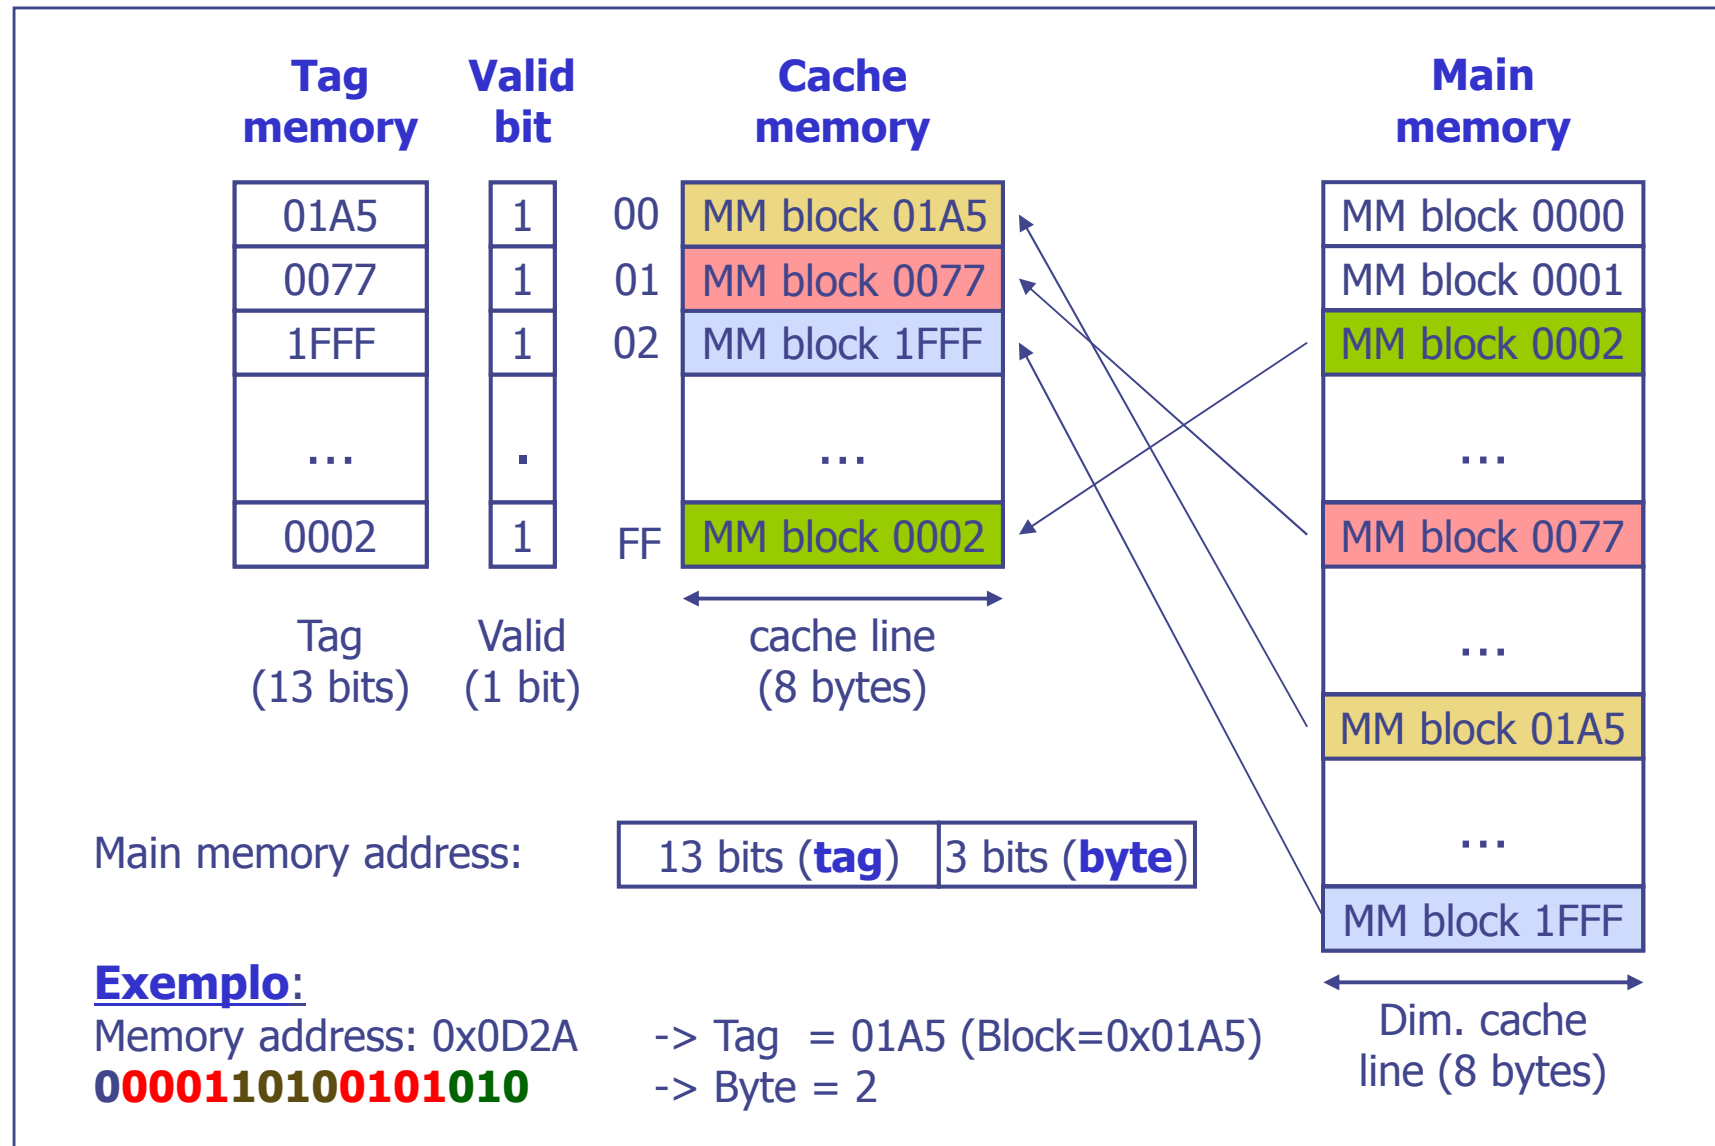 Tag memory
Valid bit
Cache memory
Main memory
01A5 1 00 MM block 01A5 MM block 0000
0077 1 01 MM block 0077 MM block 0001
1FFF 1 02 MM block 1FFF MM block 0002
... . ... ...
0002 1 FF MM block 0002 MM block 0077
Tag (13 bits)
Valid (1 bit)
cache line (8 bytes)
...
MM block 01A5
...
MM block 1FFF
Dim. cache line (8 bytes)
Main memory address: 13 bits (tag) 3 bits (byte)
Exemplo:
Memory address: 0x0D2A -> Tag = 01A5 (Block=0x01A5)
0000110100101010 -> Byte = 2